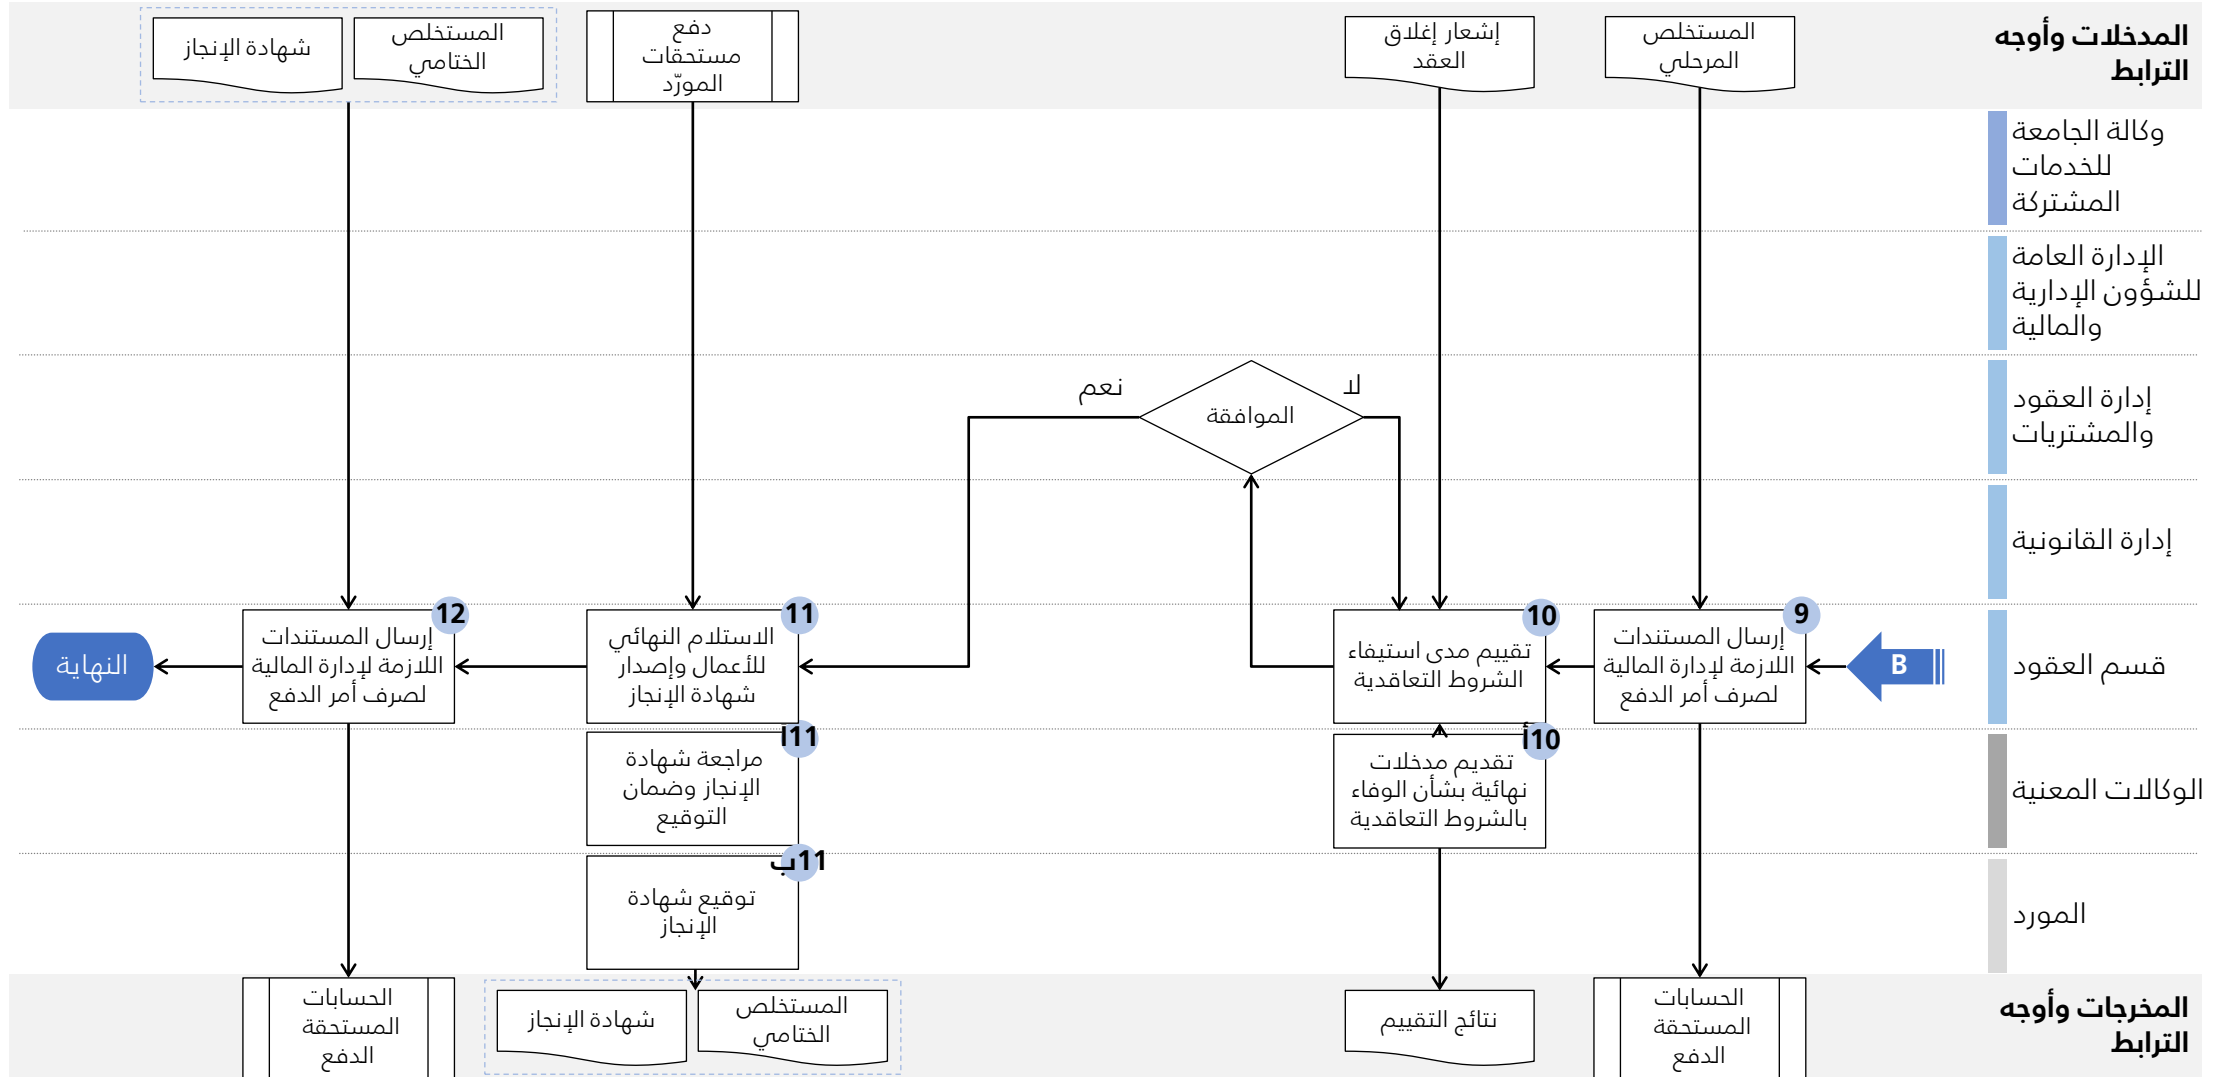 المدخلات وأوجه
الترابط
المستخلص
المرحلي
إشعار إغلاق
العقد
دفع
مستحقات
المورّد
المستخلص
الختامي
شهادة الإنجاز
وكالة الجامعة
للخدمات
المشتركة
الإدارة العامة
للشؤون الإدارية
والمالية
إدارة العقود
والمشتريات
لا
الموافقة
نعم
إدارة القانونية
قسم العقود
B
9
إرسال المستندات
اللازمة لإدارة المالية
لصرف أمر الدفع
10
تقييم مدى استيفاء
الشروط التعاقدية
11
الاستلام النهائي
للأعمال وإصدار
شهادة الإنجاز
12
إرسال المستندات
اللازمة لإدارة المالية
لصرف أمر الدفع
النهاية
الوكالات المعنية
10أ
تقديم مدخلات
نهائية بشأن الوفاء
بالشروط التعاقدية
11أ
مراجعة شهادة
الإنجاز وضمان
التوقيع
المورد
11ب
توقيع شهادة
الإنجاز
المخرجات وأوجه
الترابط
الحسابات
المستحقة
الدفع
نتائج التقييم
المستخلص
الختامي
شهادة الإنجاز
الحسابات
المستحقة
الدفع